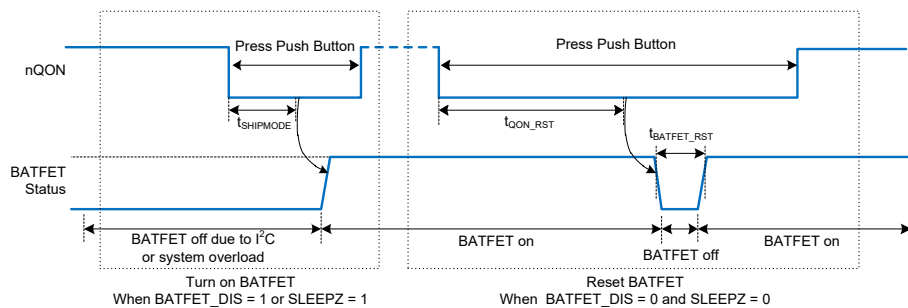 Press Push Button
Press Push Button
nQON
tSHIPMODE
tQON_RST
tBATFET_RST
BATFET
Status
BATFET off due to I2C
or system overload
BATFET on
BATFET off
BATFET on
Turn on BATFET
When BATFET_DIS = 1 or SLEEPZ = 1
Reset BATFET
When BATFET_DIS = 0 and SLEEPZ = 0